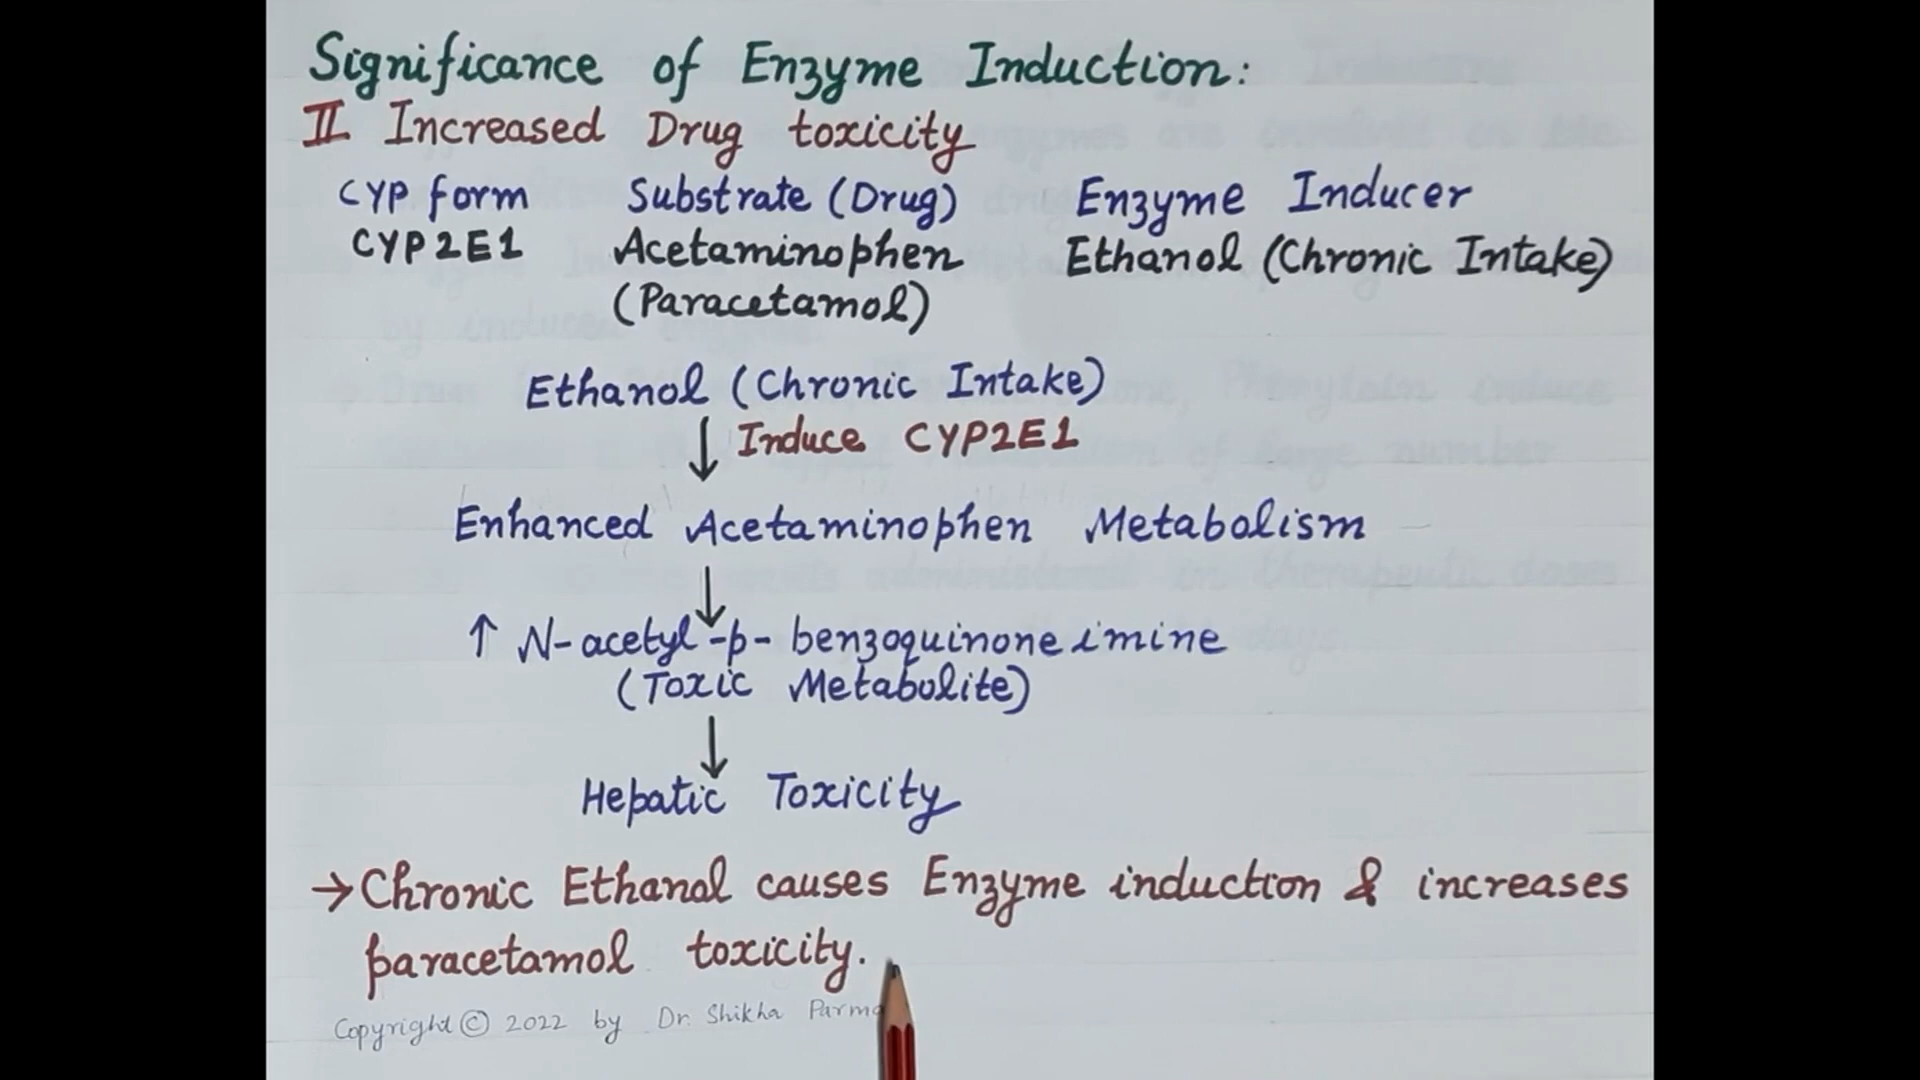 Significance of Enzyme Induction:
II Increased Drug toxicity
CYP form Substrate (Drug) Enzyme Inducer
CYP2E1 Acetaminophen Ethanol (Chronic Intake)
(Paracetamol)
Ethanol (Chronic Intake)
↓ Induce CYP2E1
Enhanced Acetaminophen Metabolism
↓
↑ N-acetyl-p-benzoquinone imine
(Toxic Metabolite)
↓
Hepatic Toxicity
→ Chronic Ethanal causes Enzyme induction & increases
paracetamol toxicity.
Copyright © 2022 by Dr. Shikha